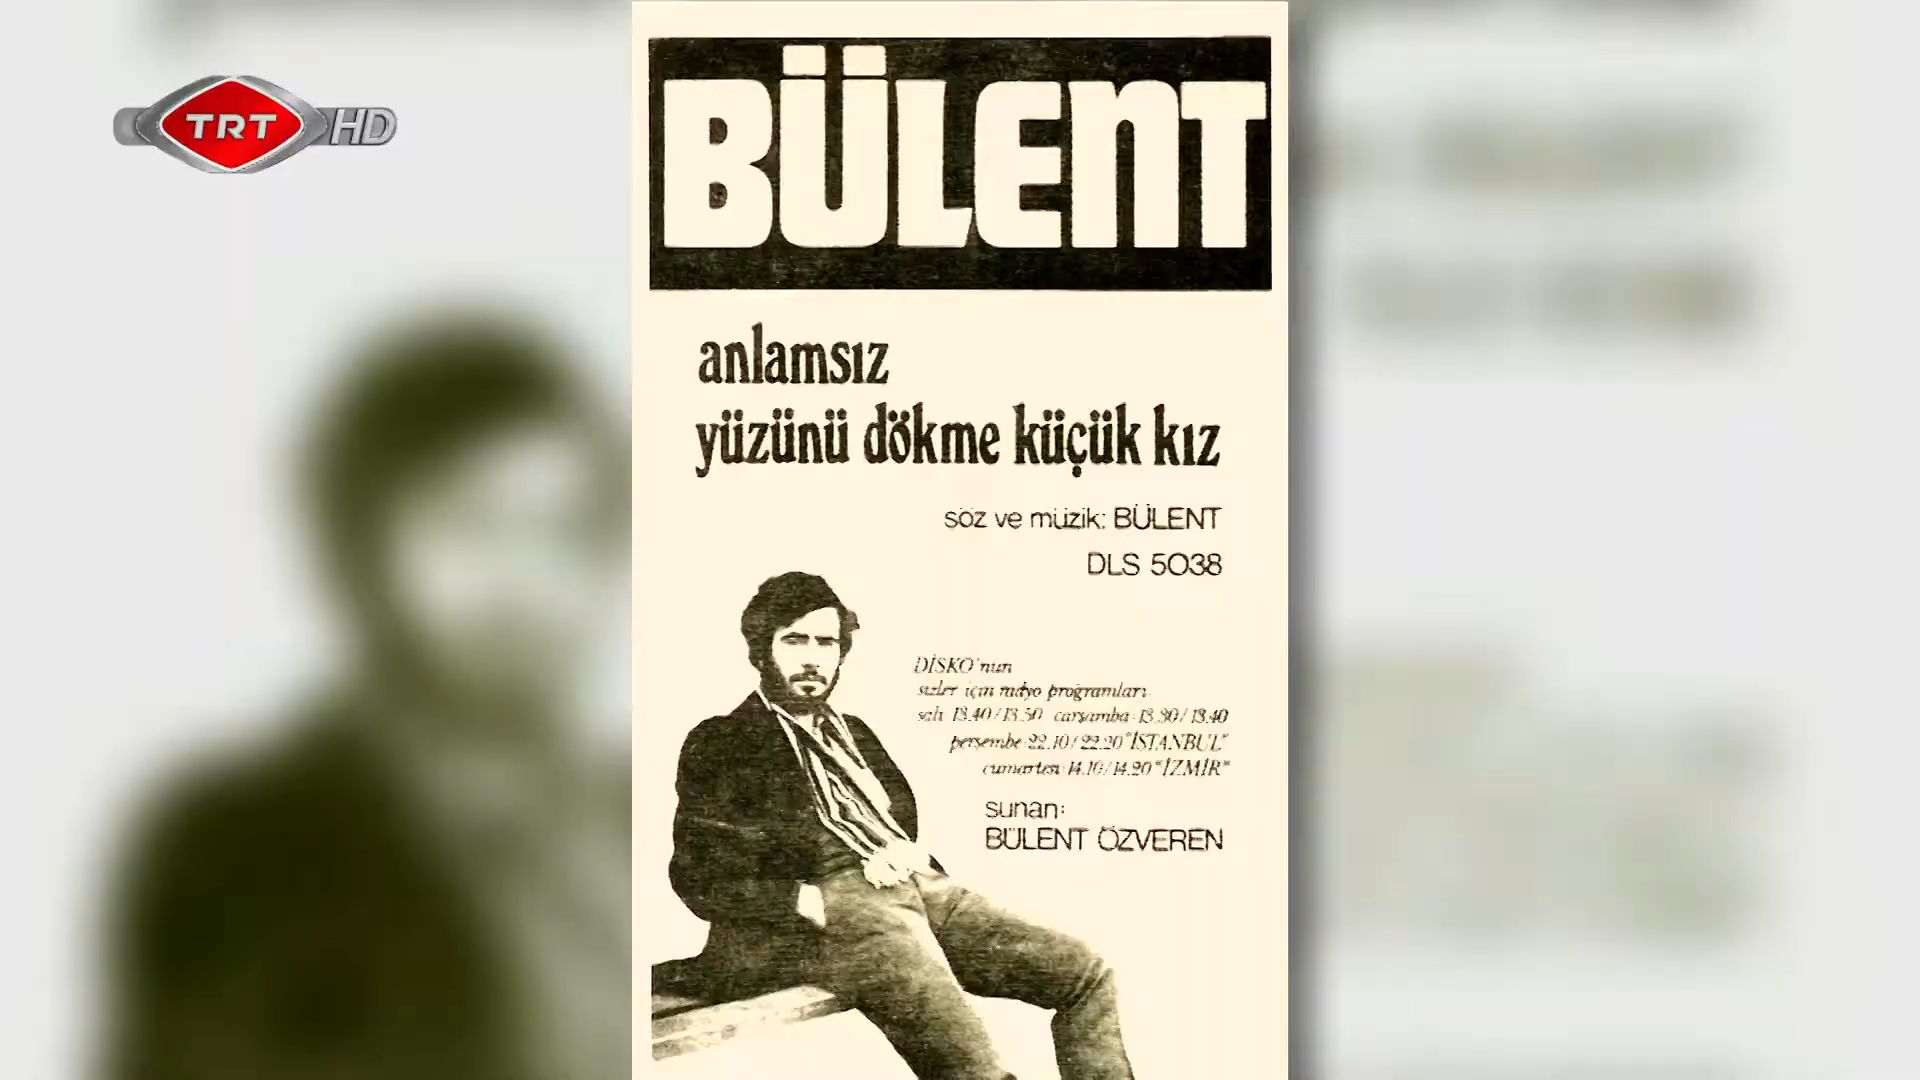 TRT HD
BÜLENT
anlamsız
yüzünü dökme küçük kız
söz ve müzik: BÜLENT
DLS 5038
DİSKO'nun
sizler için radyo programları
salı 13.40/13.50 çarşamba 13.30/13.40
perşembe 22.10/22.20 "İSTANBUL"
cumartesi 14.10/14.20 "İZMİR"
sunan:
BÜLENT ÖZVEREN